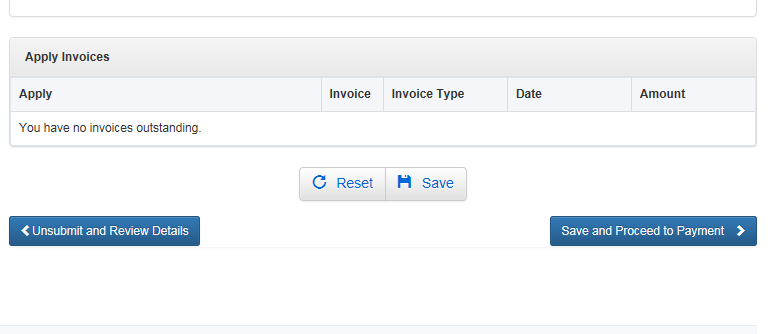 Apply Invoices
Apply Invoice Invoice Type Date Amount
You have no invoices outstanding.
Reset Save
Unsubmit and Review Details Save and Proceed to Payment